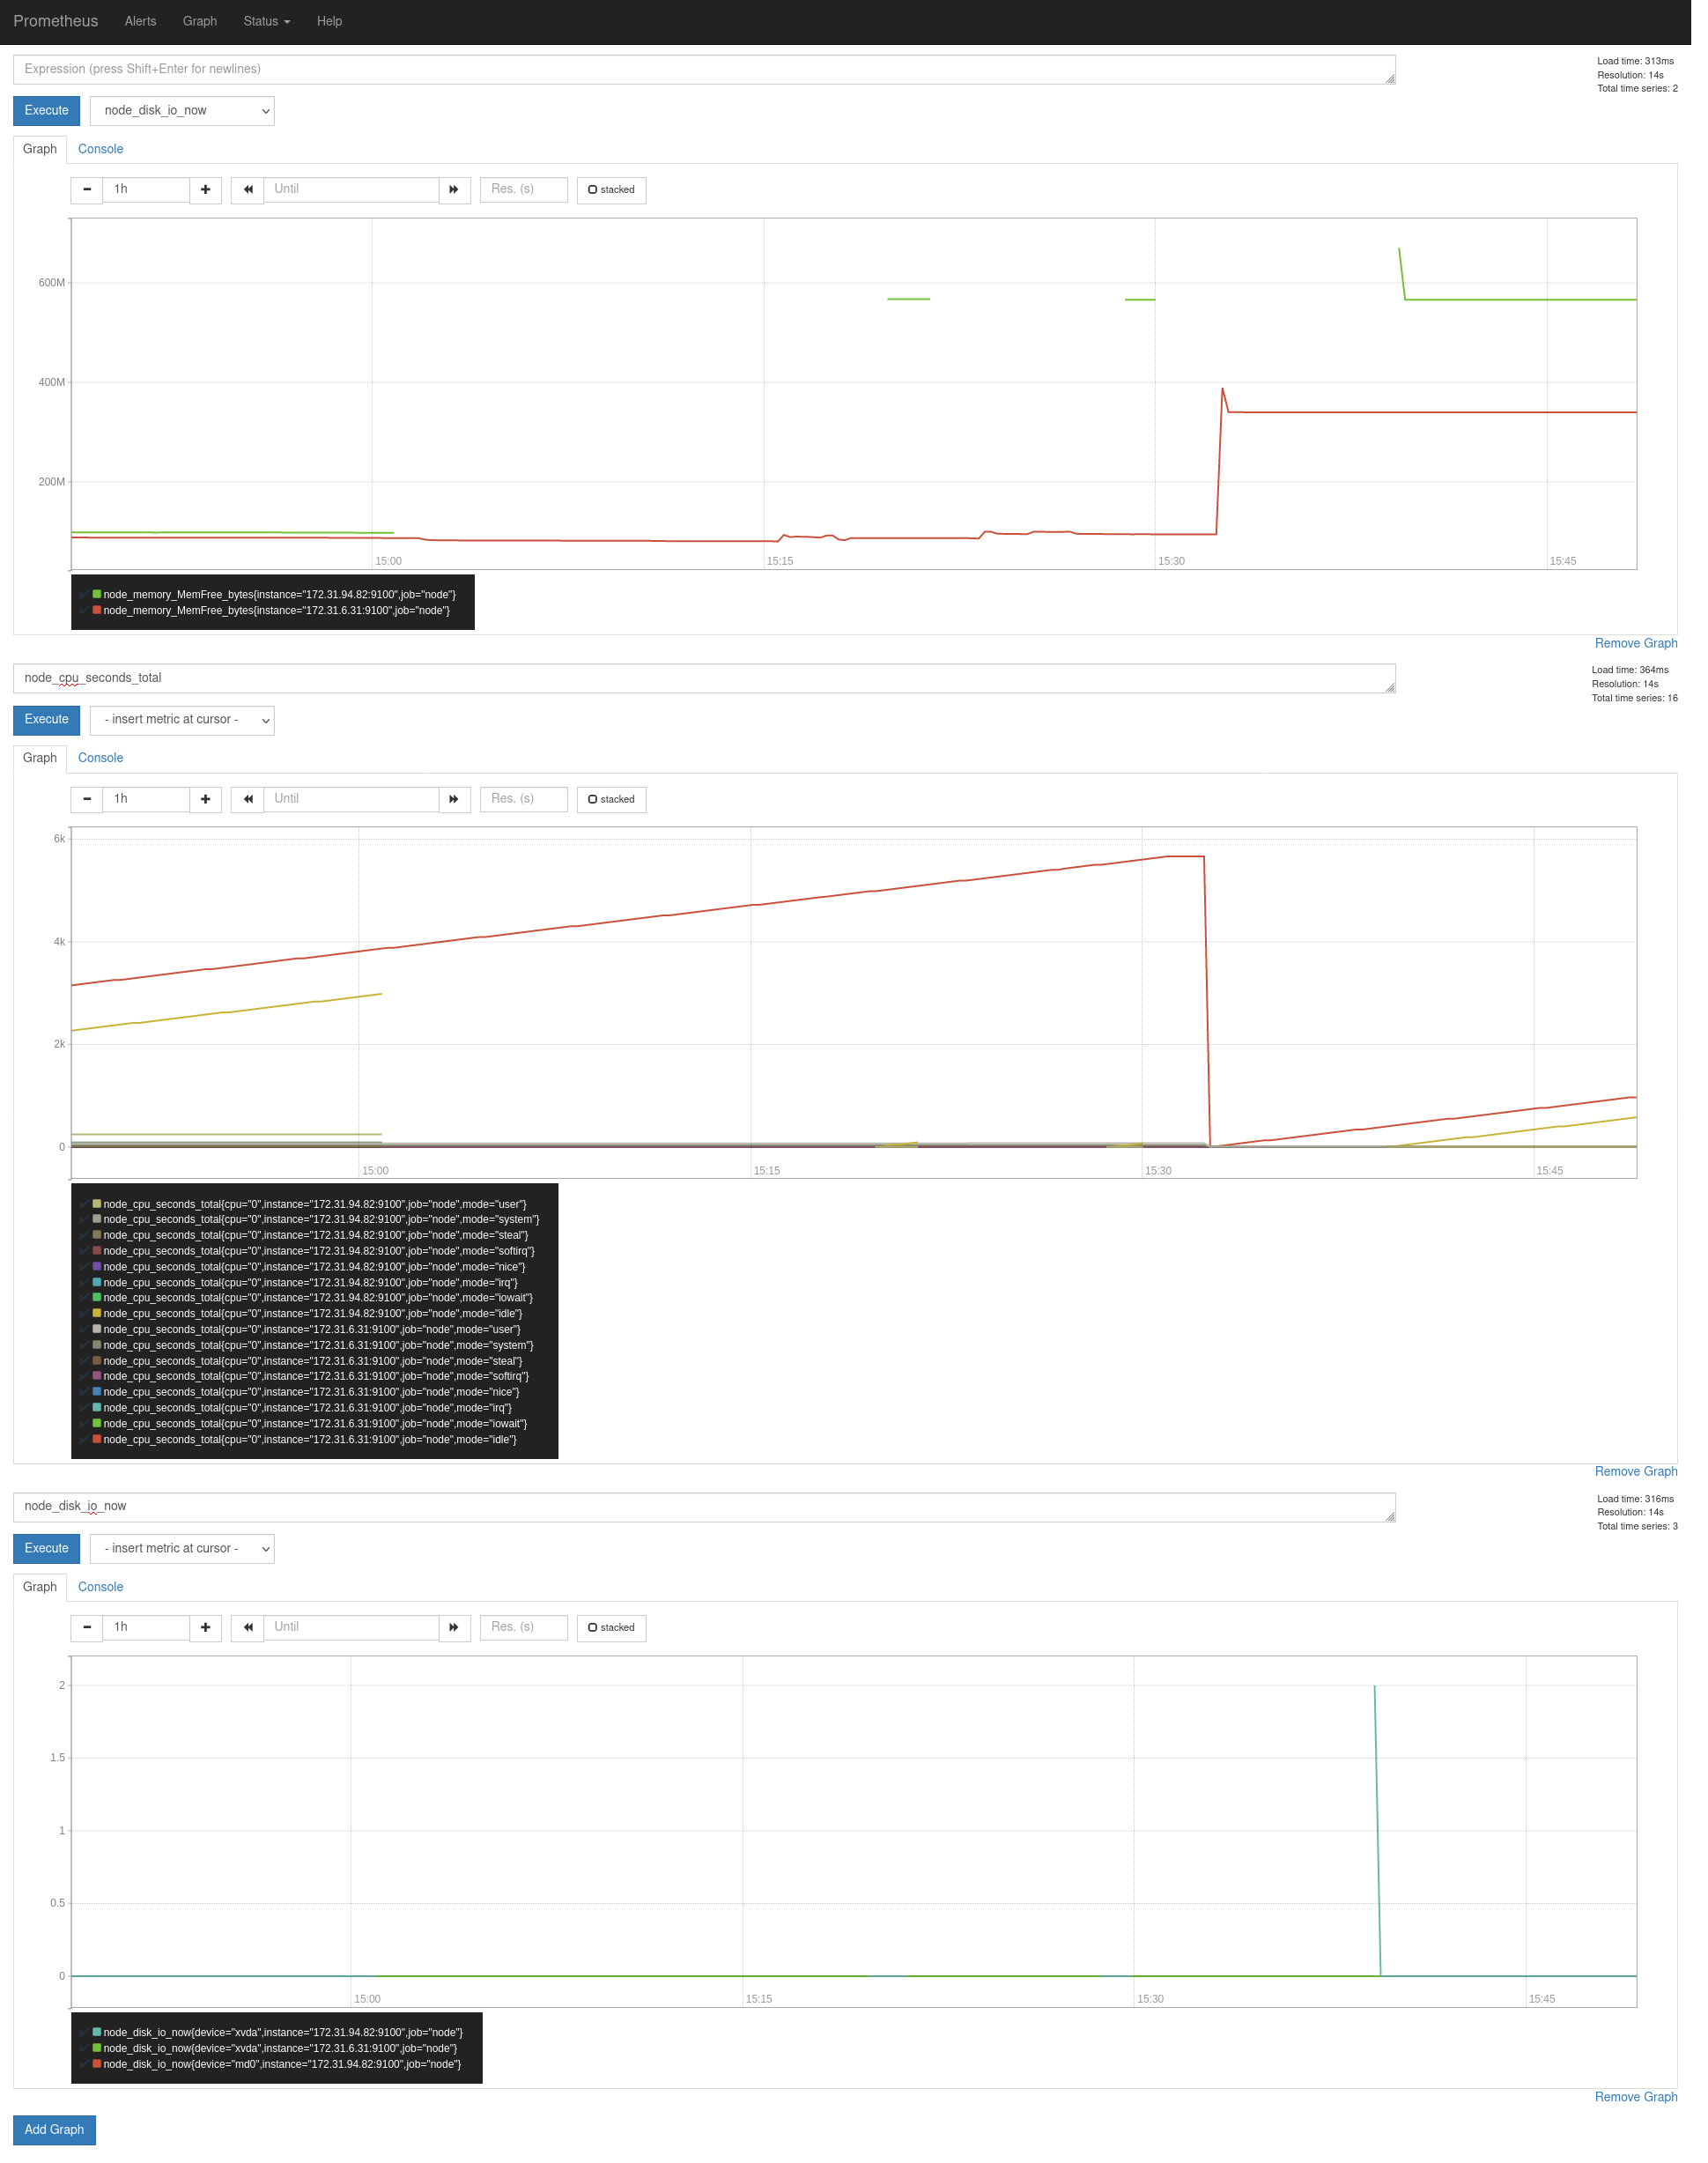 Prometheus Alerts Graph Status Help
Expression (press Shift+Enter for newlines)
Load time: 313ms
Resolution: 14s
Total time series: 2
Execute node_disk_io_now
Graph Console
1h Until Res. (s) stacked
600M
400M
200M
15:00 15:15 15:30 15:45
node_memory_MemFree_bytes{instance="172.31.94.82:9100",job="node"}
node_memory_MemFree_bytes{instance="172.31.6.31:9100",job="node"}
Remove Graph
node_cpu_seconds_total
Load time: 364ms
Resolution: 14s
Total time series: 16
Execute - insert metric at cursor -
Graph Console
1h Until Res. (s) stacked
6k
4k
2k
0
15:00 15:15 15:30 15:45
node_cpu_seconds_total{cpu="0",instance="172.31.94.82:9100",job="node",mode="user"}
node_cpu_seconds_total{cpu="0",instance="172.31.94.82:9100",job="node",mode="system"}
node_cpu_seconds_total{cpu="0",instance="172.31.94.82:9100",job="node",mode="steal"}
node_cpu_seconds_total{cpu="0",instance="172.31.94.82:9100",job="node",mode="softirq"}
node_cpu_seconds_total{cpu="0",instance="172.31.94.82:9100",job="node",mode="nice"}
node_cpu_seconds_total{cpu="0",instance="172.31.94.82:9100",job="node",mode="irq"}
node_cpu_seconds_total{cpu="0",instance="172.31.94.82:9100",job="node",mode="iowait"}
node_cpu_seconds_total{cpu="0",instance="172.31.94.82:9100",job="node",mode="idle"}
node_cpu_seconds_total{cpu="0",instance="172.31.6.31:9100",job="node",mode="user"}
node_cpu_seconds_total{cpu="0",instance="172.31.6.31:9100",job="node",mode="system"}
node_cpu_seconds_total{cpu="0",instance="172.31.6.31:9100",job="node",mode="steal"}
node_cpu_seconds_total{cpu="0",instance="172.31.6.31:9100",job="node",mode="softirq"}
node_cpu_seconds_total{cpu="0",instance="172.31.6.31:9100",job="node",mode="nice"}
node_cpu_seconds_total{cpu="0",instance="172.31.6.31:9100",job="node",mode="irq"}
node_cpu_seconds_total{cpu="0",instance="172.31.6.31:9100",job="node",mode="iowait"}
node_cpu_seconds_total{cpu="0",instance="172.31.6.31:9100",job="node",mode="idle"}
Remove Graph
node_disk_io_now
Load time: 316ms
Resolution: 14s
Total time series: 3
Execute - insert metric at cursor -
Graph Console
1h Until Res. (s) stacked
2
1.5
1
0.5
0
15:00 15:15 15:30 15:45
node_disk_io_now{device="xvda",instance="172.31.94.82:9100",job="node"}
node_disk_io_now{device="xvda",instance="172.31.6.31:9100",job="node"}
node_disk_io_now{device="md0",instance="172.31.94.82:9100",job="node"}
Remove Graph
Add Graph